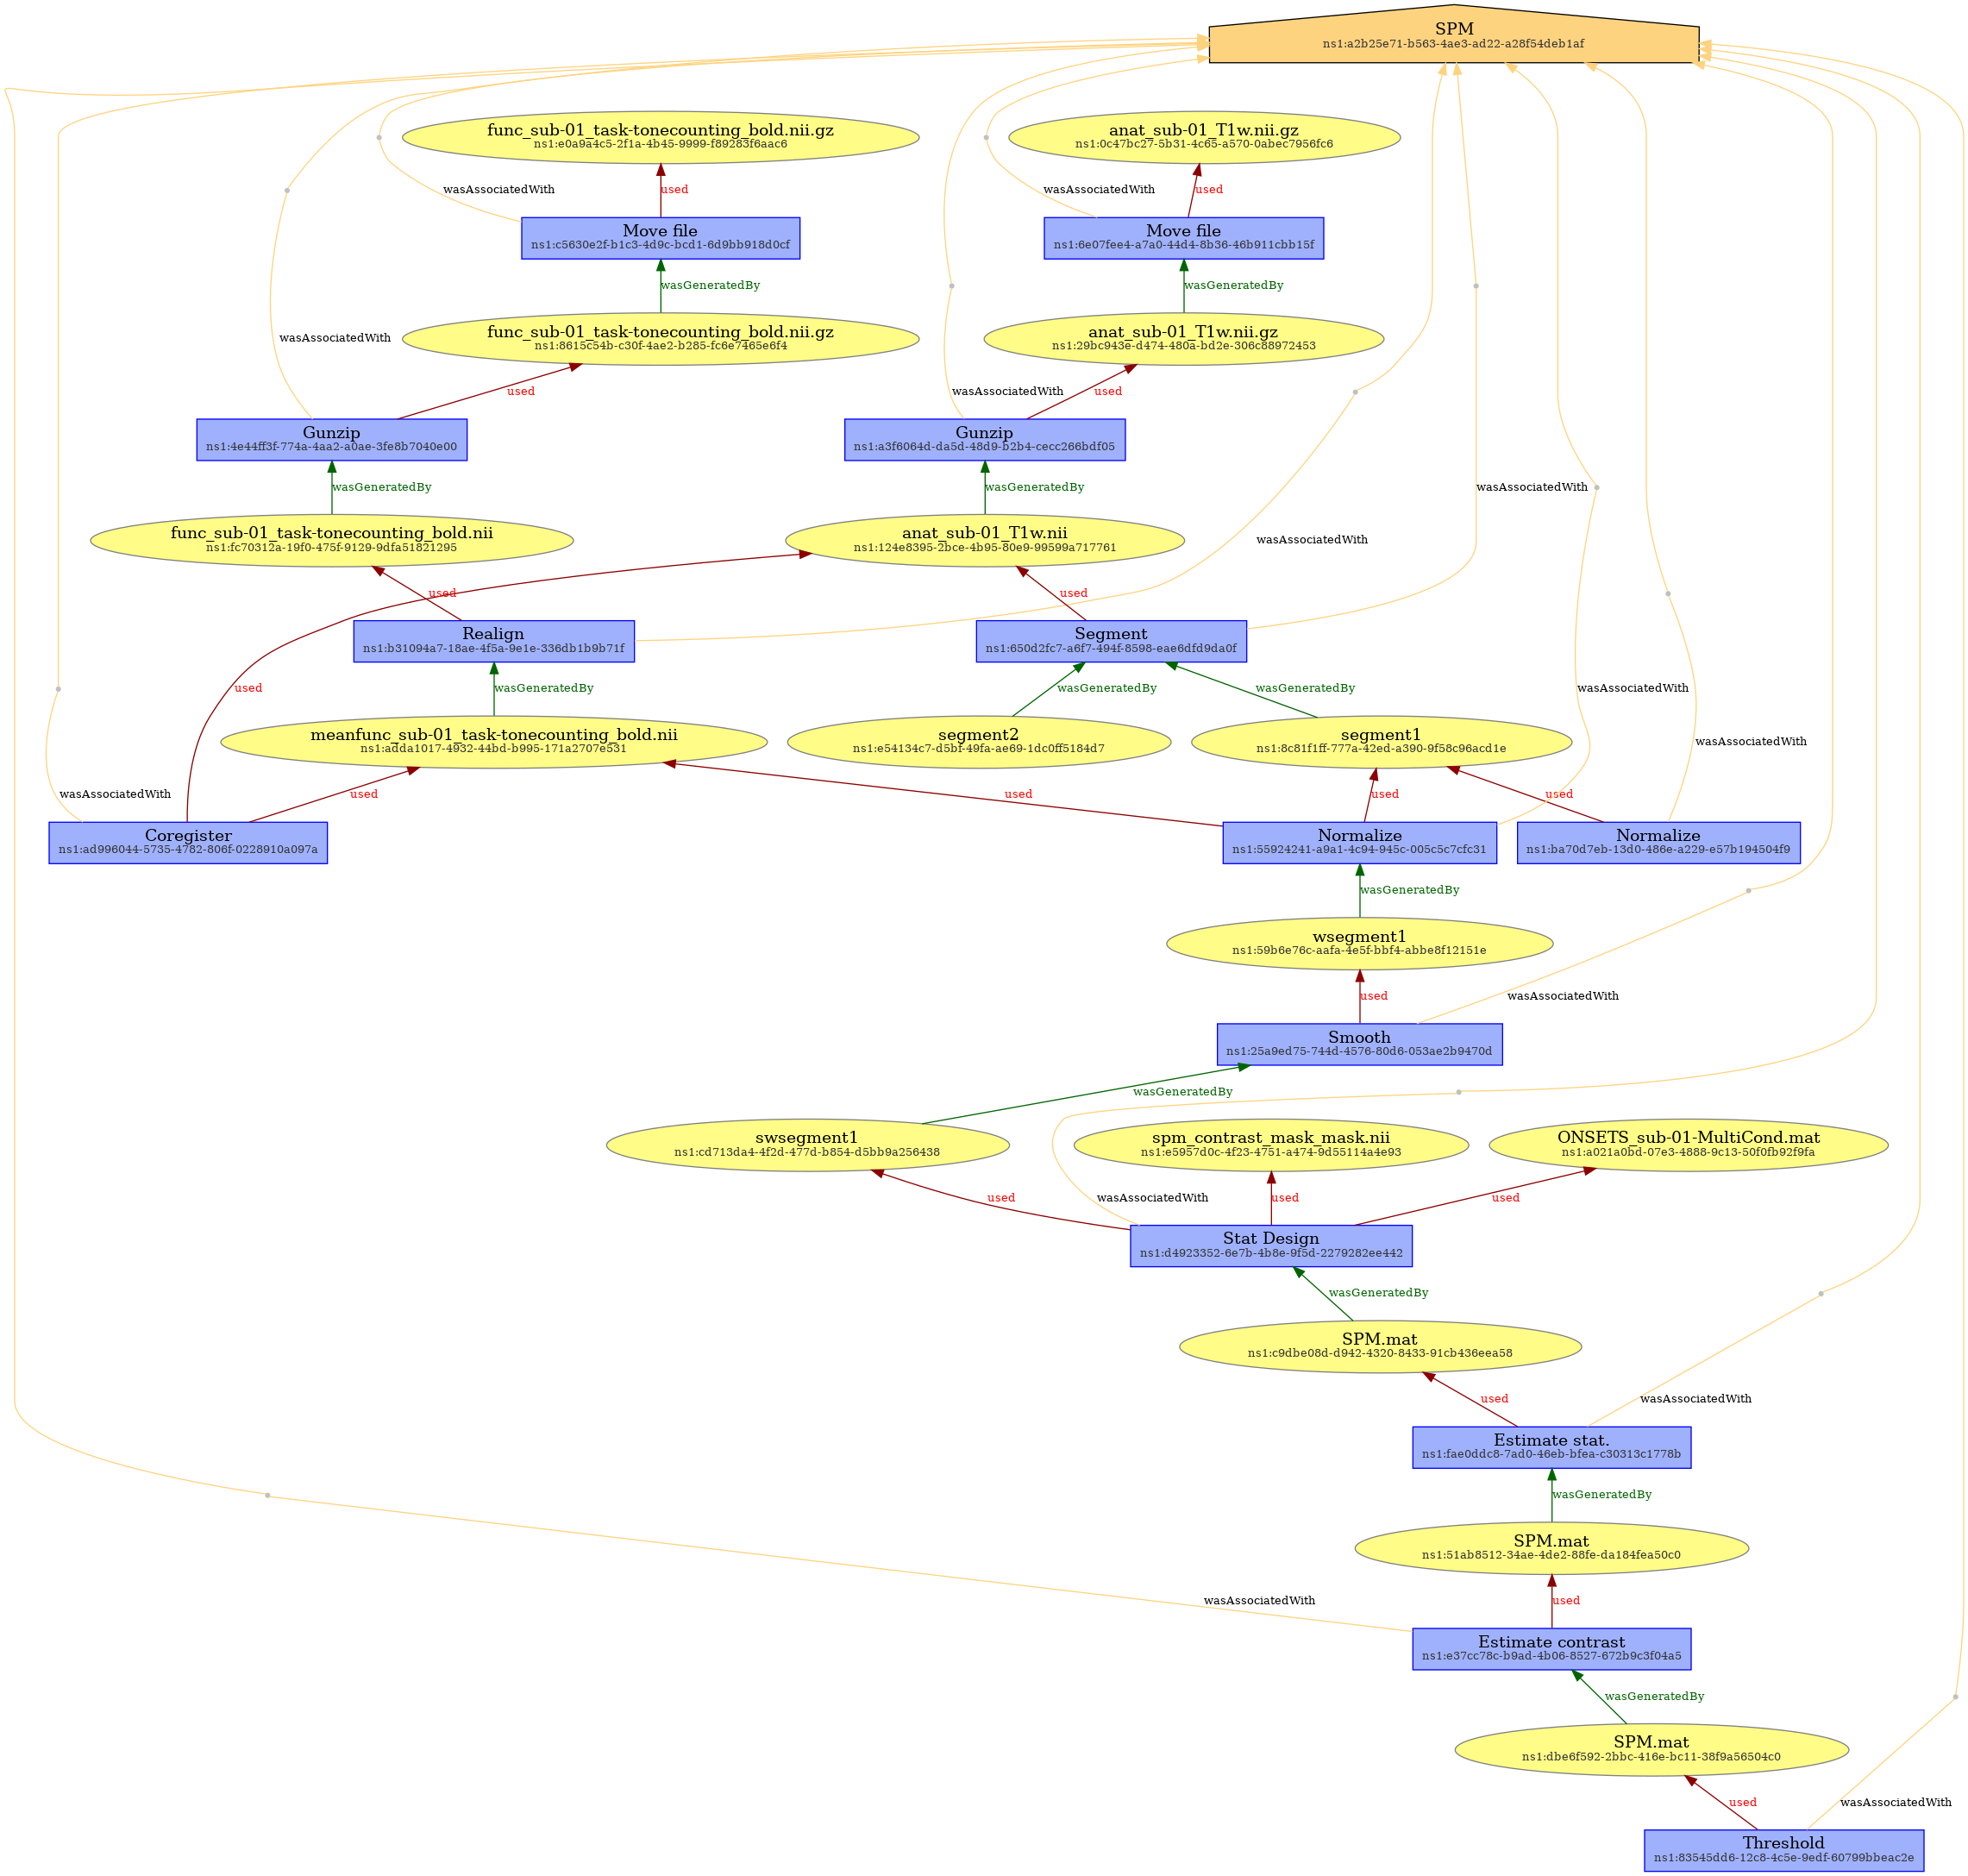 SPM
ns1:a2b25e71-b563-4ae3-ad22-a28f54deb1af
func_sub-01_task-tonecounting_bold.nii.gz
ns1:e0a9a4c5-2f1a-4b45-9999-f89283f6aac6
anat_sub-01_T1w.nii.gz
ns1:0c47bc27-5b31-4c65-a570-0abec7956fc6
wasAssociatedWith
used
wasAssociatedWith
used
Move file
ns1:c5630e2f-b1c3-4d9c-bcd1-6d9bb918d0cf
Move file
ns1:6e07fee4-a7a0-44d4-8b36-46b911cbb15f
wasGeneratedBy
wasGeneratedBy
wasAssociatedWith
func_sub-01_task-tonecounting_bold.nii.gz
ns1:8615c54b-c30f-4ae2-b285-fc6e7465e6f4
anat_sub-01_T1w.nii.gz
ns1:29bc943e-d474-480a-bd2e-306c88972453
used
wasAssociatedWith
used
Gunzip
ns1:4e44ff3f-774a-4aa2-a0ae-3fe8b7040e00
Gunzip
ns1:a3f6064d-da5d-48d9-b2b4-cecc266bdf05
wasGeneratedBy
wasGeneratedBy
wasAssociatedWith
func_sub-01_task-tonecounting_bold.nii
ns1:fc70312a-19f0-475f-9129-9dfa51821295
anat_sub-01_T1w.nii
ns1:124e8395-2bce-4b95-80e9-99599a717761
wasAssociatedWith
used
used
Realign
ns1:b31094a7-18ae-4f5a-9e1e-336db1b9b71f
Segment
ns1:650d2fc7-a6f7-494f-8598-eae6dfd9da0f
used
wasGeneratedBy
wasGeneratedBy
wasGeneratedBy
wasAssociatedWith
meanfunc_sub-01_task-tonecounting_bold.nii
ns1:adda1017-4932-44bd-b995-171a2707e531
segment2
ns1:e54134c7-d5bf-49fa-ae69-1dc0ff5184d7
segment1
ns1:8c81f1ff-777a-42ed-a390-9f58c96acd1e
wasAssociatedWith
wasAssociatedWith
used
used
used
used
Coregister
ns1:ad996044-5735-4782-806f-0228910a097a
Normalize
ns1:55924241-a9a1-4c94-945c-005c5c7cfc31
Normalize
ns1:ba70d7eb-13d0-486e-a229-e57b194504f9
wasGeneratedBy
wsegment1
ns1:59b6e76c-aafa-4e5f-bbf4-abbe8f12151e
used
wasAssociatedWith
Smooth
ns1:25a9ed75-744d-4576-80d6-053ae2b9470d
wasGeneratedBy
swsegment1
ns1:cd713da4-4f2d-477d-b854-d5bb9a256438
spm_contrast_mask_mask.nii
ns1:e5957d0c-4f23-4751-a474-9d55114a4e93
ONSETS_sub-01-MultiCond.mat
ns1:a021a0bd-07e3-4888-9c13-50f0fb92f9fa
used
wasAssociatedWith
used
used
Stat Design
ns1:d4923352-6e7b-4b8e-9f5d-2279282ee442
wasGeneratedBy
SPM.mat
ns1:c9dbe08d-d942-4320-8433-91cb436eea58
used
wasAssociatedWith
Estimate stat.
ns1:fae0ddc8-7ad0-46eb-bfea-c30313c1778b
wasGeneratedBy
SPM.mat
ns1:51ab8512-34ae-4de2-88fe-da184fea50c0
wasAssociatedWith
used
Estimate contrast
ns1:e37cc78c-b9ad-4b06-8527-672b9c3f04a5
wasGeneratedBy
SPM.mat
ns1:dbe6f592-2bbc-416e-bc11-38f9a56504c0
used
wasAssociatedWith
Threshold
ns1:83545dd6-12c8-4c5e-9edf-60799bbeac2e